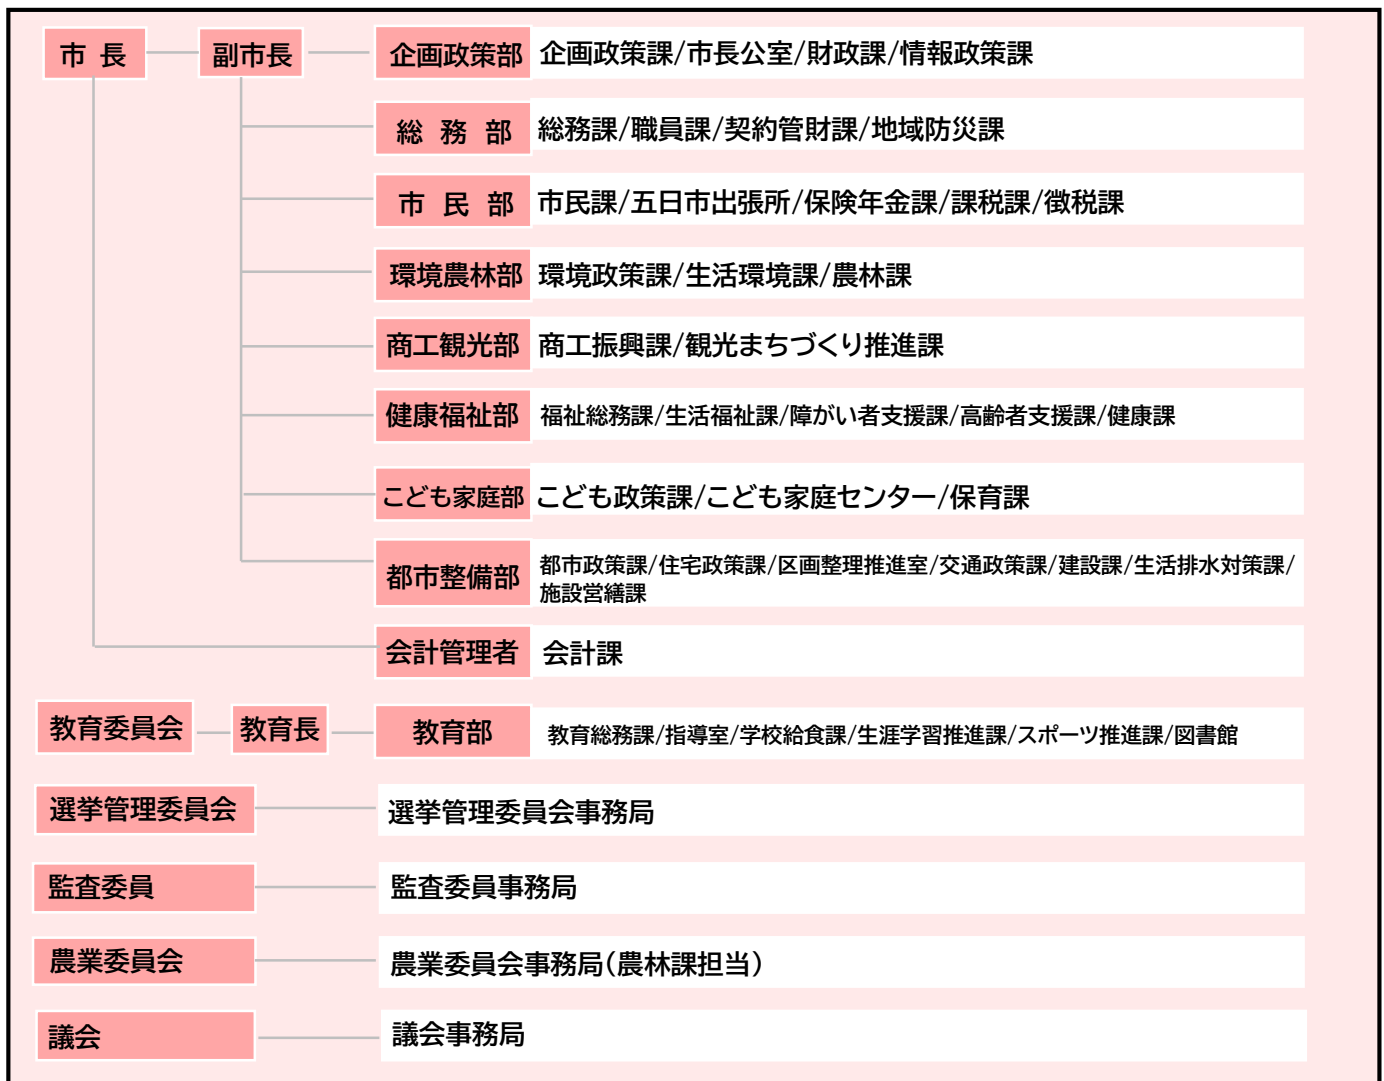 市 長 副市長 企画政策部 企画政策課/市長公室/財政課/情報政策課
総 務 部 総務課/職員課/契約管財課/地域防災課
市 民 部 市民課/五日市出張所/保険年金課/課税課/徴税課
環境農林部 環境政策課/生活環境課/農林課
商工観光部 商工振興課/観光まちづくり推進課
健康福祉部 福祉総務課/生活福祉課/障がい者支援課/高齢者支援課/健康課
こども家庭部 こども政策課/こども家庭センター/保育課
都市整備部 都市政策課/住宅政策課/区画整理推進室/交通政策課/建設課/生活排水対策課/
施設営繕課
会計管理者 会計課
教育委員会 教育長 教育部 教育総務課/指導室/学校給食課/生涯学習推進課/スポーツ推進課/図書館
選挙管理委員会 選挙管理委員会事務局
監査委員 監査委員事務局
農業委員会 農業委員会事務局(農林課担当)
議会 議会事務局